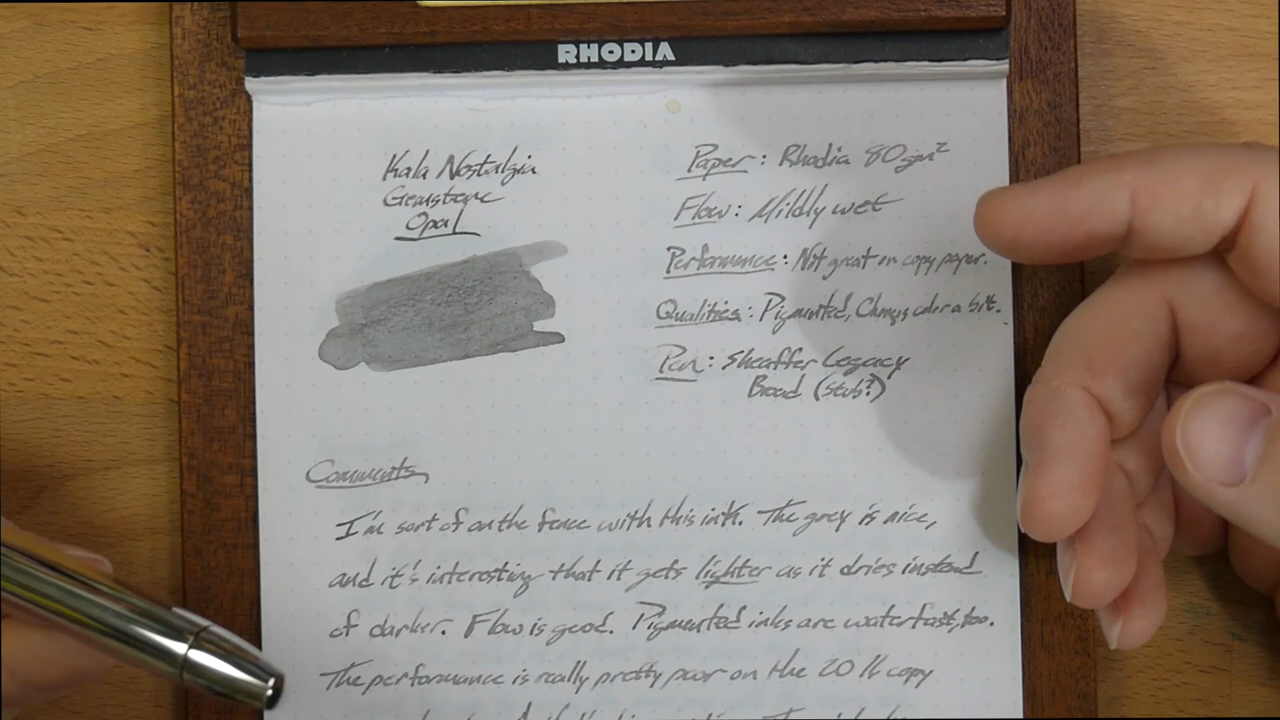 RHODIA
Kala Nostalgia
Gemstone
Opal
Paper: Rhodia 80 gm²
Flow: Mildly wet
Performance: Not great on copy paper.
Qualities: Pigmented, Changes color a bit.
Pen: Sheaffer Legacy
Broad (stub?)
Comments
I'm sort of on the fence with this ink. The grey is nice,
and it's interesting that it gets lighter as it dries instead
of darker. Flow is good. Pigmented inks are waterfast, too.
The performance is really pretty poor on the 20 lb copy